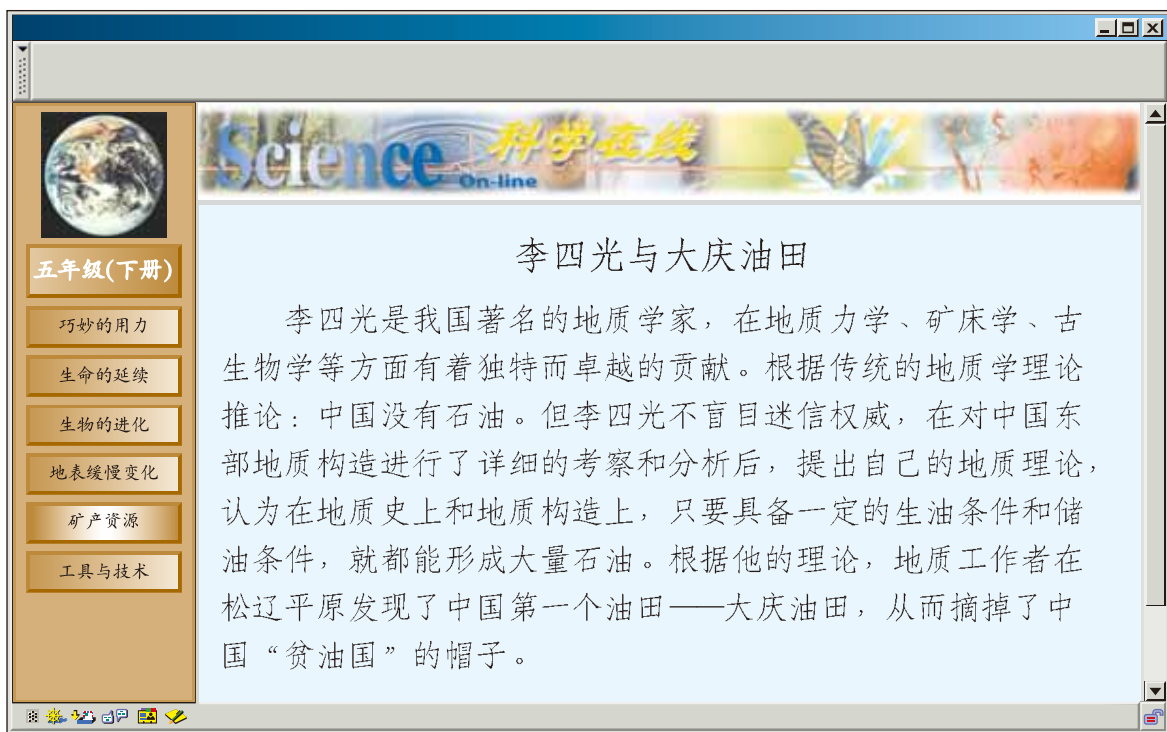 Science 科学在线
On-line
五年级(下册)
巧妙的用力
生命的延续
生物的进化
地表缓慢变化
矿产资源
工具与技术
李四光与大庆油田
李四光是我国著名的地质学家，在地质力学、矿床学、古
生物学等方面有着独特而卓越的贡献。根据传统的地质学理论
推论：中国没有石油。但李四光不盲目迷信权威，在对中国东
部地质构造进行了详细的考察和分析后，提出自己的地质理论，
认为在地质史上和地质构造上，只要具备一定的生油条件和储
油条件，就都能形成大量石油。根据他的理论，地质工作者在
松辽平原发现了中国第一个油田——大庆油田，从而摘掉了中
国“贫油国”的帽子。